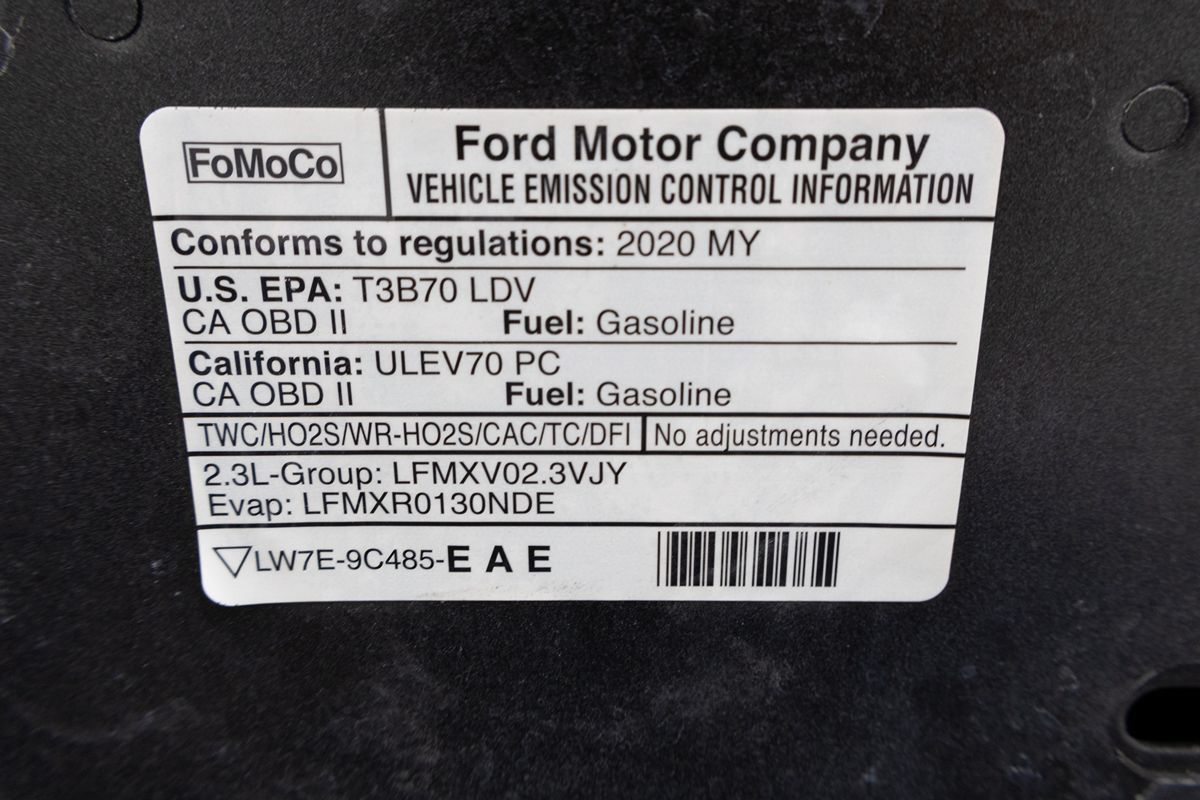 FoMoCo
Ford Motor Company
VEHICLE EMISSION CONTROL INFORMATION
Conforms to regulations: 2020 MY
U.S. EPA: T3B70 LDV
CA OBD II Fuel: Gasoline
California: ULEV70 PC
CA OBD II Fuel: Gasoline
TWC/HO2S/WR-HO2S/CAC/TC/DFI No adjustments needed.
2.3L-Group: LFMXV02.3VJY
Evap: LFMXR0130NDE
LW7E-9C485-E A E